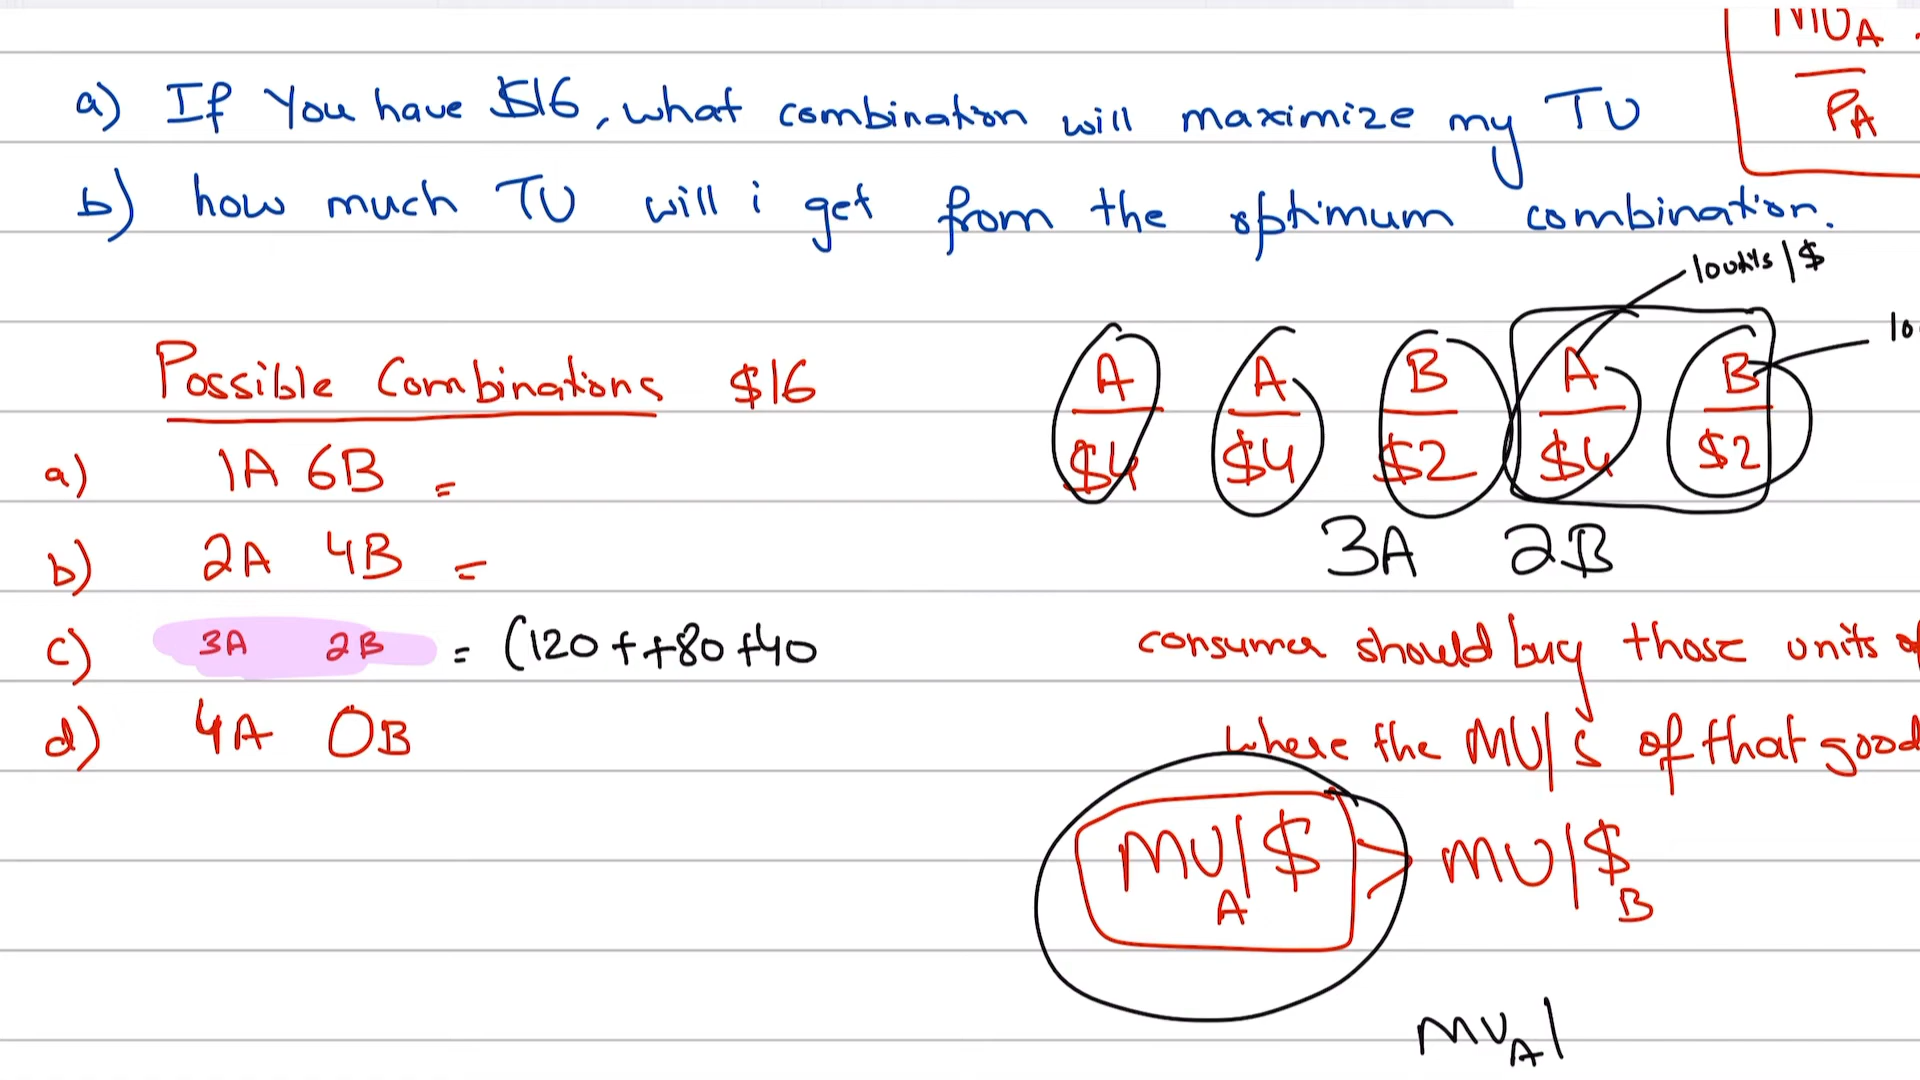 MUA
PA
a) If You have $16, what combination will maximize my TU
b) how much TU will i get from the optimum combination.
10utils/$
10
Possible Combinations $16
A A B A B
$4 $4 $2 $4 $2
a) 1A 6B =
3A 2B
b) 2A 4B =
c) 3A 2B = (120++80+40
consumer should buy those units of
d) 4A 0B
where the MU/$ of that good
MU/$ > MU/$
A B
MUA/